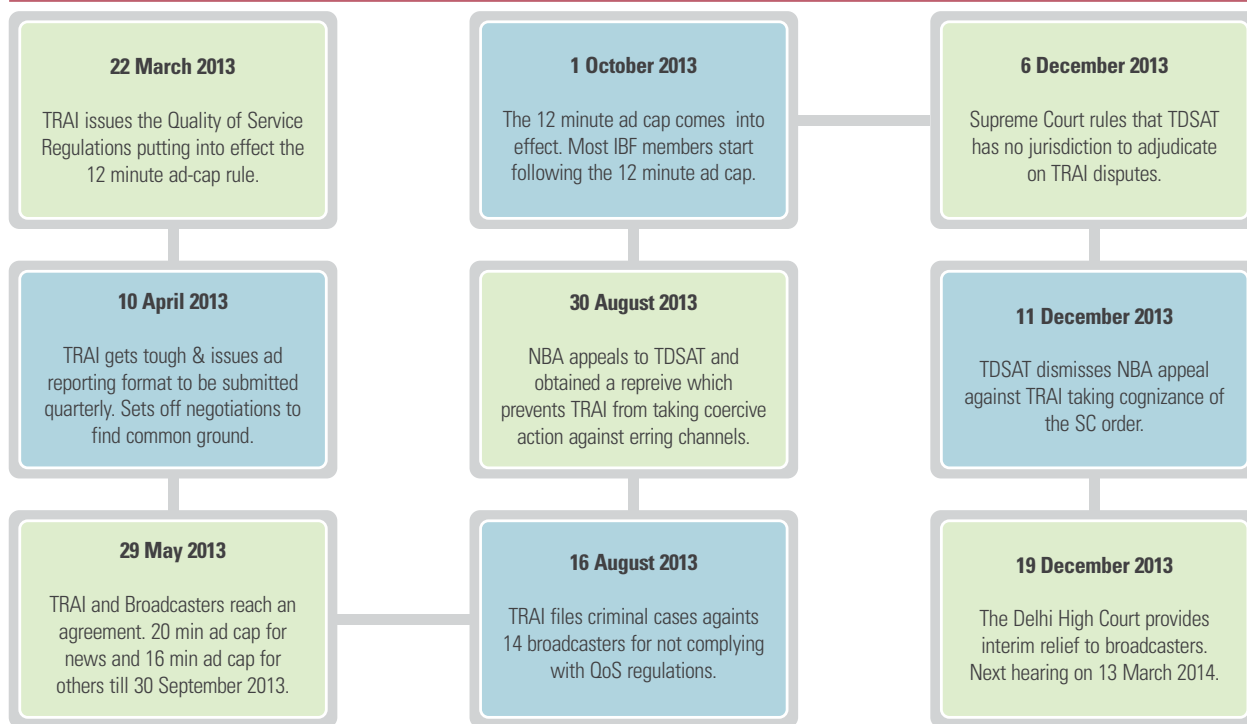 22 March 2013
TRAI issues the Quality of Service
Regulations putting into effect the
12 minute ad-cap rule.
10 April 2013
TRAI gets tough & issues ad
reporting format to be submitted
quarterly. Sets off negotiations to
find common ground.
29 May 2013
TRAI and Broadcasters reach an
agreement. 20 min ad cap for
news and 16 min ad cap for
others till 30 September 2013.
16 August 2013
TRAI files criminal cases againts
14 broadcasters for not complying
with QoS regulations.
30 August 2013
NBA appeals to TDSAT and
obtained a repreive which
prevents TRAI from taking coercive
action against erring channels.
1 October 2013
The 12 minute ad cap comes into
effect. Most IBF members start
following the 12 minute ad cap.
6 December 2013
Supreme Court rules that TDSAT
has no jurisdiction to adjudicate
on TRAI disputes.
11 December 2013
TDSAT dismisses NBA appeal
against TRAI taking cognizance of
the SC order.
19 December 2013
The Delhi High Court provides
interim relief to broadcasters.
Next hearing on 13 March 2014.